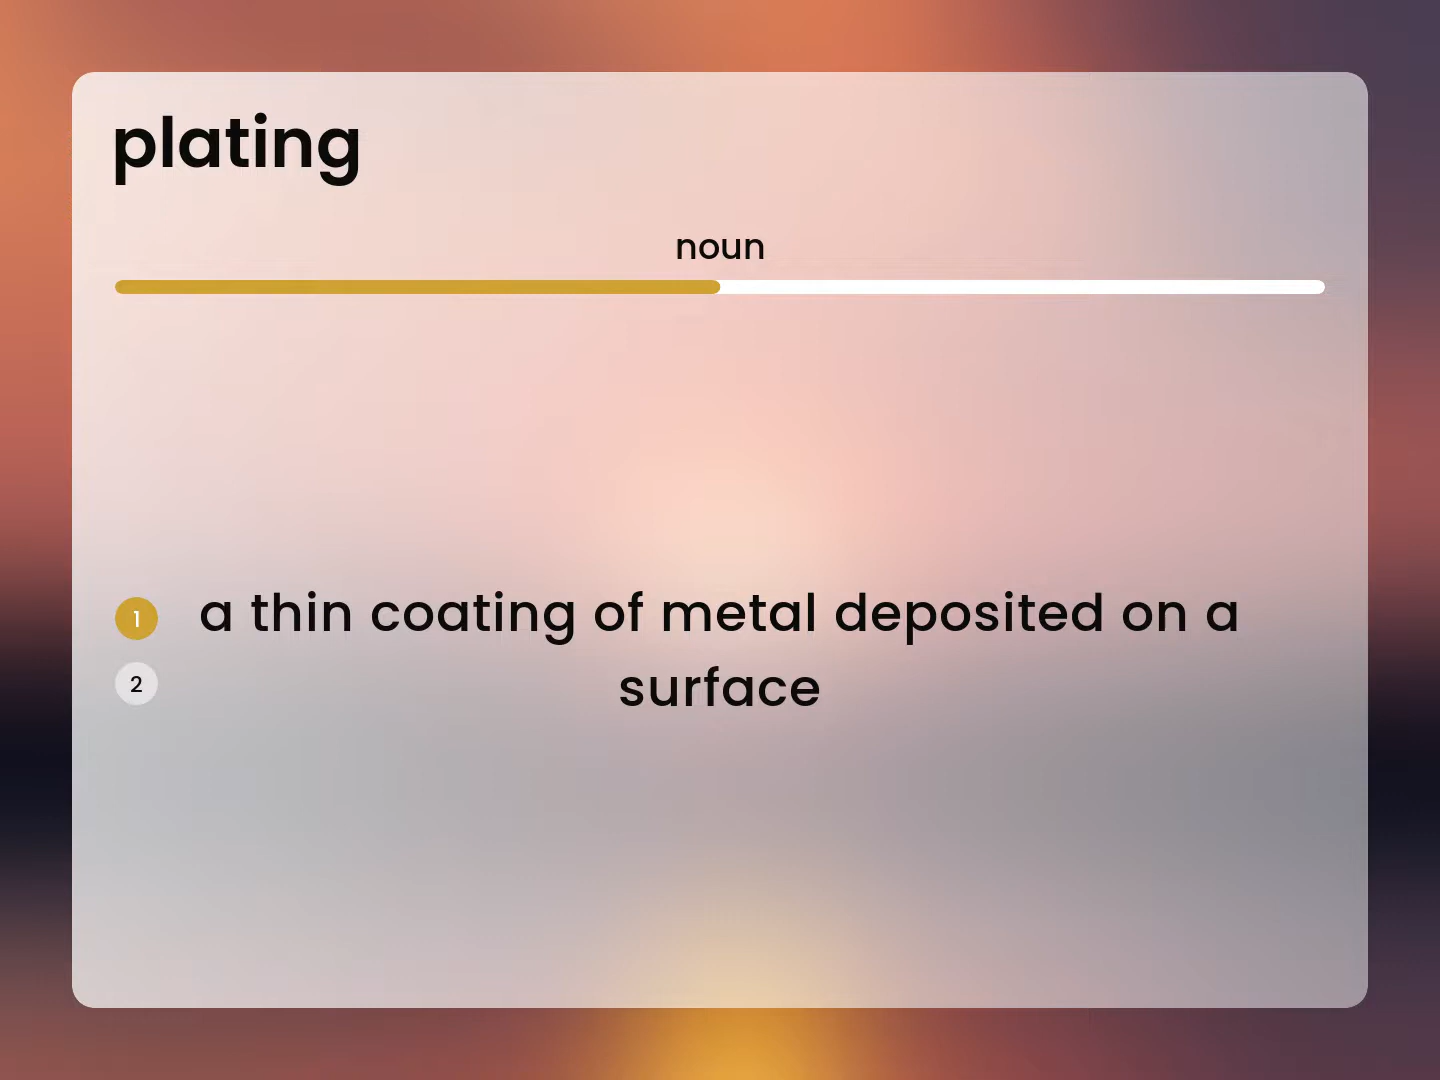 plating
noun
1 a thin coating of metal deposited on a
2 surface